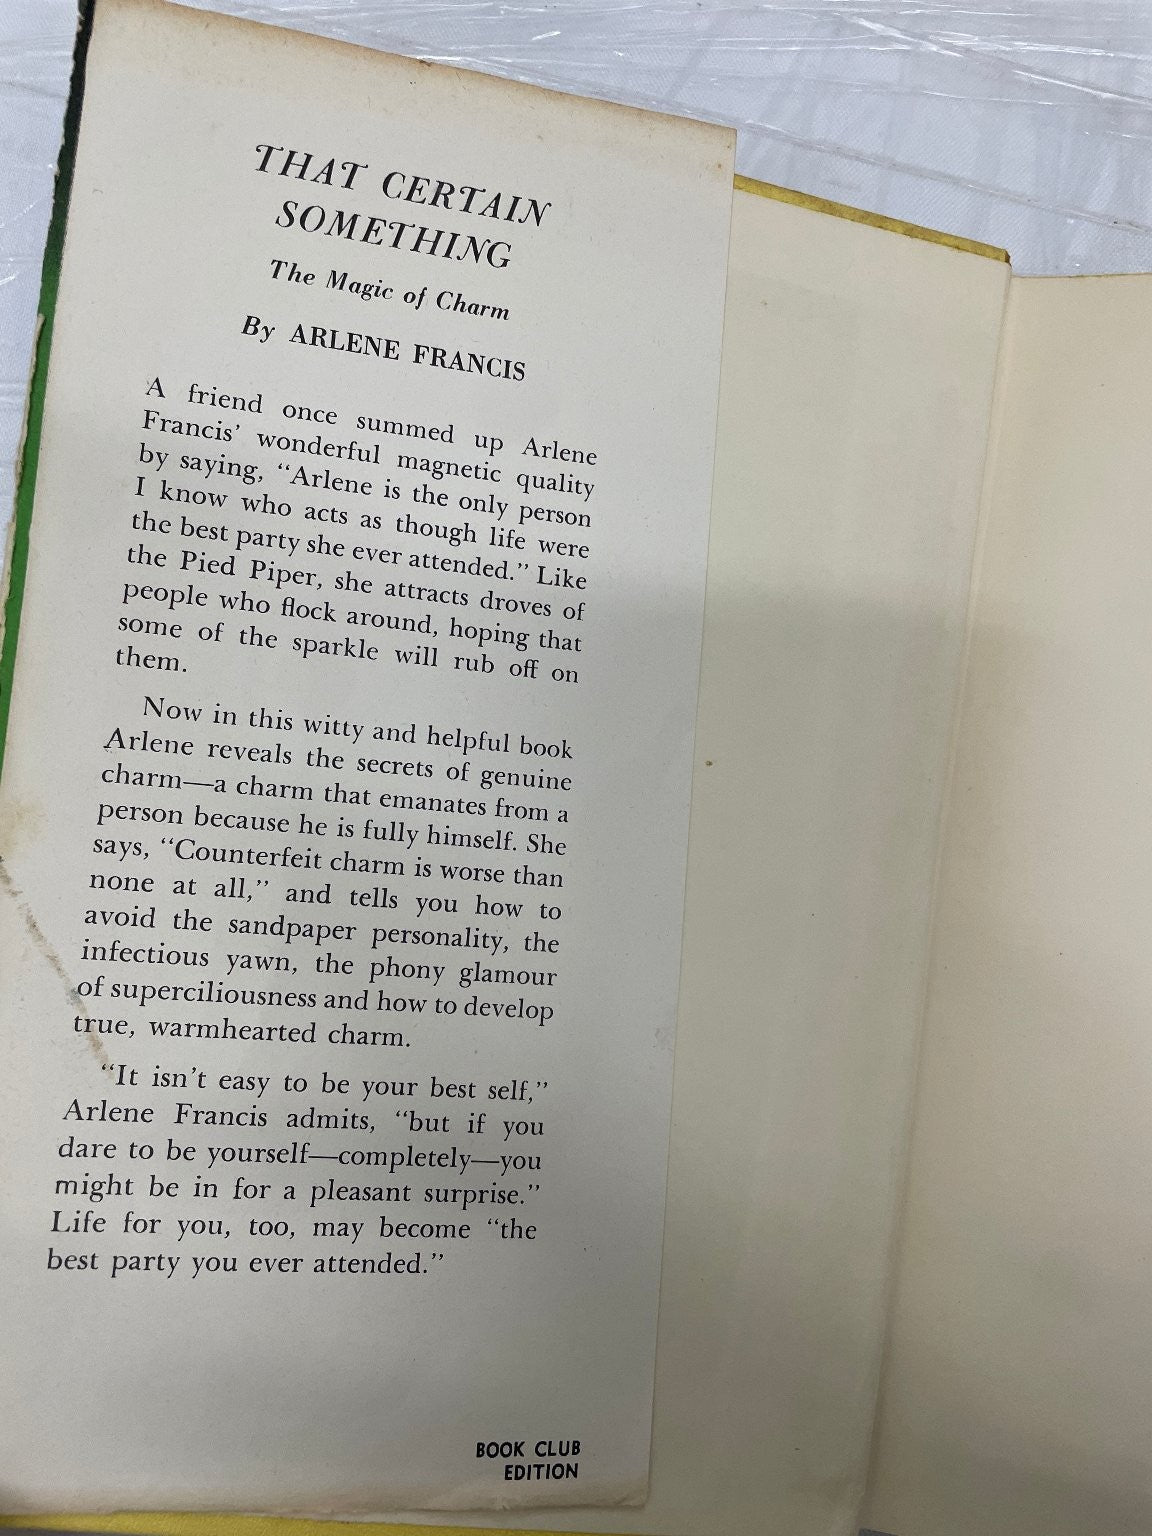 THAT CERTAIN
SOMETHING
The Magic of Charm
By ARLENE FRANCIS
A friend once summed up Arlene
Francis' wonderful magnetic quality
by saying, "Arlene is the only person
I know who acts as though life were
the best party she ever attended." Like
the Pied Piper, she attracts droves of
people who flock around, hoping that
some of the sparkle will rub off on
them.
Now in this witty and helpful book
Arlene reveals the secrets of genuine
charm—a charm that emanates from a
person because he is fully himself. She
says, "Counterfeit charm is worse than
none at all," and tells you how to
avoid the sandpaper personality, the
infectious yawn, the phony glamour
of superciliousness and how to develop
true, warmhearted charm.
"It isn't easy to be your best self,"
Arlene Francis admits, "but if you
dare to be yourself—completely—you
might be in for a pleasant surprise."
Life for you, too, may become "the
best party you ever attended."
BOOK CLUB
EDITION